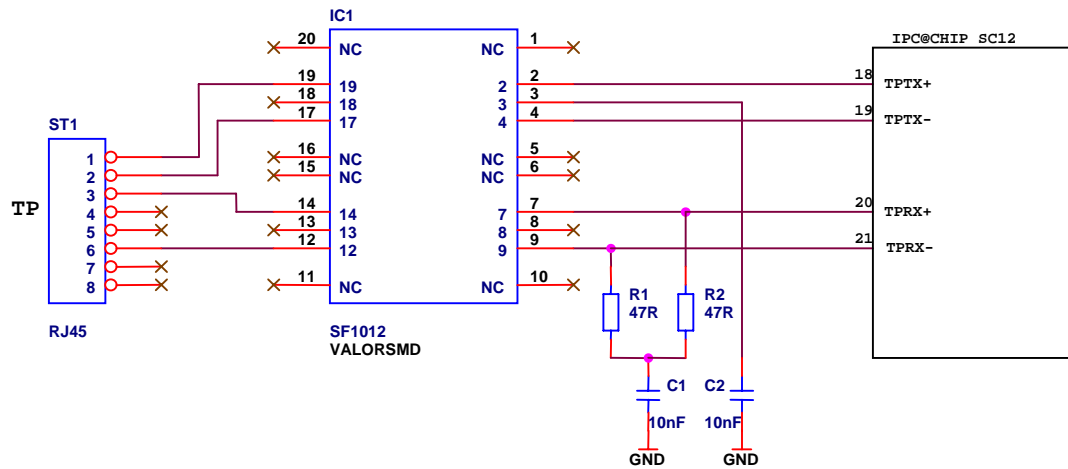 IC1
IPC@CHIP SC12
20 NC NC 1
19 19 2 2 18 TPTX+
18 18 3 3
17 17 4 4 19 TPTX-
ST1
16 NC NC 5
15 NC NC 6
1
2
3
TP
4
5
6
7
8
14 14 7 7 20 TPRX+
13 13 8 8
12 12 9 9 21 TPRX-
11 NC NC 10
R1 R2
47R 47R
RJ45
SF1012
VALORSMD
C1 C2
10nF 10nF
GND GND